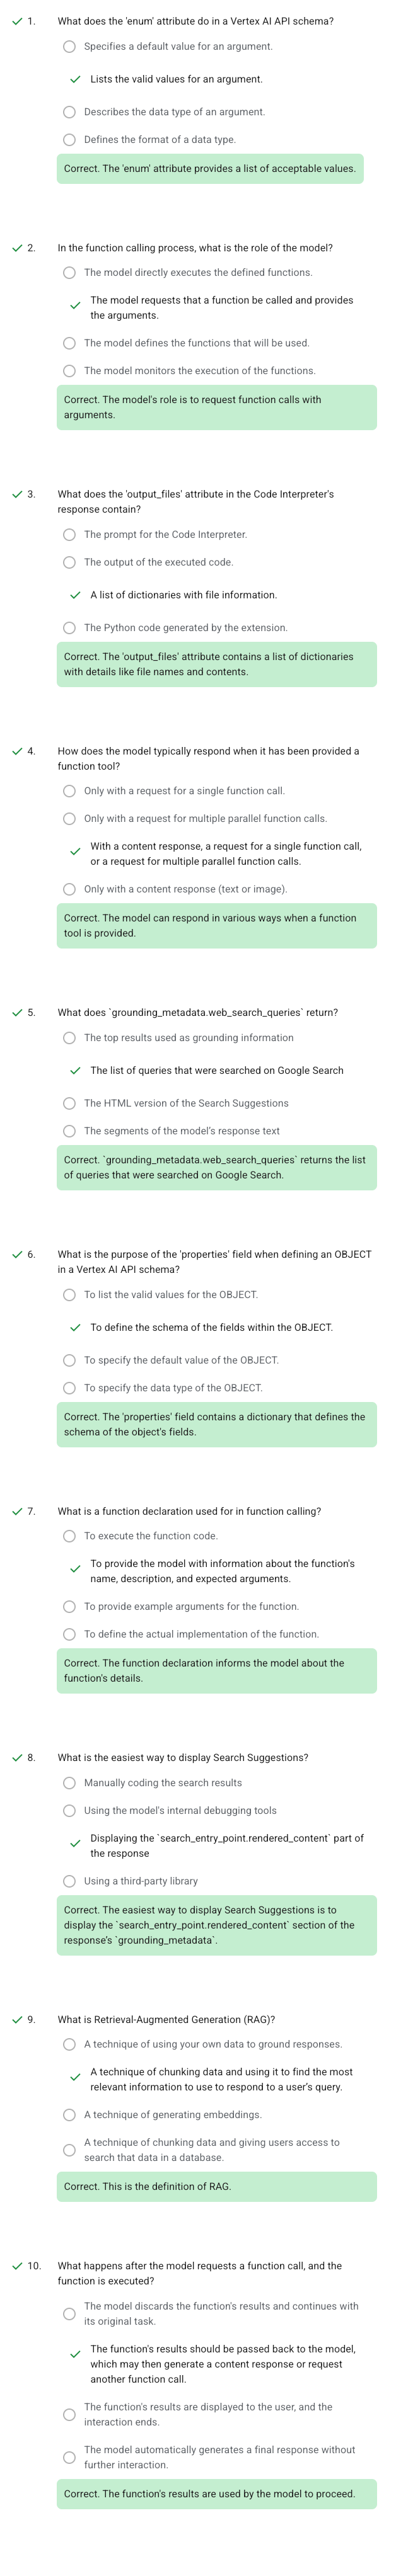 1. What does the 'enum' attribute do in a Vertex AI API schema?
Specifies a default value for an argument.
Lists the valid values for an argument.
Describes the data type of an argument.
Defines the format of a data type.
Correct. The 'enum' attribute provides a list of acceptable values.
2. In the function calling process, what is the role of the model?
The model directly executes the defined functions.
The model requests that a function be called and provides
the arguments.
The model defines the functions that will be used.
The model monitors the execution of the functions.
Correct. The model's role is to request function calls with
arguments.
3. What does the 'output_files' attribute in the Code Interpreter's
response contain?
The prompt for the Code Interpreter.
The output of the executed code.
A list of dictionaries with file information.
The Python code generated by the extension.
Correct. The 'output_files' attribute contains a list of dictionaries
with details like file names and contents.
4. How does the model typically respond when it has been provided a
function tool?
Only with a request for a single function call.
Only with a request for multiple parallel function calls.
With a content response, a request for a single function call,
or a request for multiple parallel function calls.
Only with a content response (text or image).
Correct. The model can respond in various ways when a function
tool is provided.
5. What does `grounding_metadata.web_search_queries` return?
The top results used as grounding information
The list of queries that were searched on Google Search
The HTML version of the Search Suggestions
The segments of the model's response text
Correct. `grounding_metadata.web_search_queries` returns the list
of queries that were searched on Google Search.
6. What is the purpose of the 'properties' field when defining an OBJECT
in a Vertex AI API schema?
To list the valid values for the OBJECT.
To define the schema of the fields within the OBJECT.
To specify the default value of the OBJECT.
To specify the data type of the OBJECT.
Correct. The 'properties' field contains a dictionary that defines the
schema of the object's fields.
7. What is a function declaration used for in function calling?
To execute the function code.
To provide the model with information about the function's
name, description, and expected arguments.
To provide example arguments for the function.
To define the actual implementation of the function.
Correct. The function declaration informs the model about the
function's details.
8. What is the easiest way to display Search Suggestions?
Manually coding the search results
Using the model's internal debugging tools
Displaying the `search_entry_point.rendered_content` part of
the response
Using a third-party library
Correct. The easiest way to display Search Suggestions is to
display the `search_entry_point.rendered_content` section of the
response's `grounding_metadata`.
9. What is Retrieval-Augmented Generation (RAG)?
A technique of using your own data to ground responses.
A technique of chunking data and using it to find the most
relevant information to use to respond to a user's query.
A technique of generating embeddings.
A technique of chunking data and giving users access to
search that data in a database.
Correct. This is the definition of RAG.
10. What happens after the model requests a function call, and the
function is executed?
The model discards the function's results and continues with
its original task.
The function's results should be passed back to the model,
which may then generate a content response or request
another function call.
The function's results are displayed to the user, and the
interaction ends.
The model automatically generates a final response without
further interaction.
Correct. The function's results are used by the model to proceed.